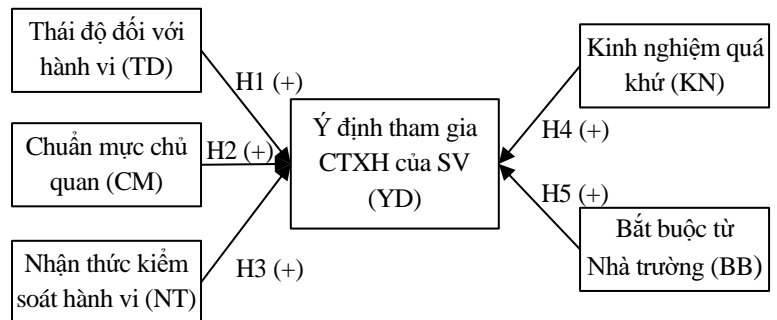 Thái độ đối với
hành vi (TD)
H1 (+)
Chuẩn mực chủ
quan (CM)
H2 (+)
Nhận thức kiểm
soát hành vi (NT)
H3 (+)
Ý định tham gia
CTXH của SV
(YD)
Kinh nghiệm quá
khứ (KN)
H4 (+)
H5 (+)
Bắt buộc từ
Nhà trường (BB)